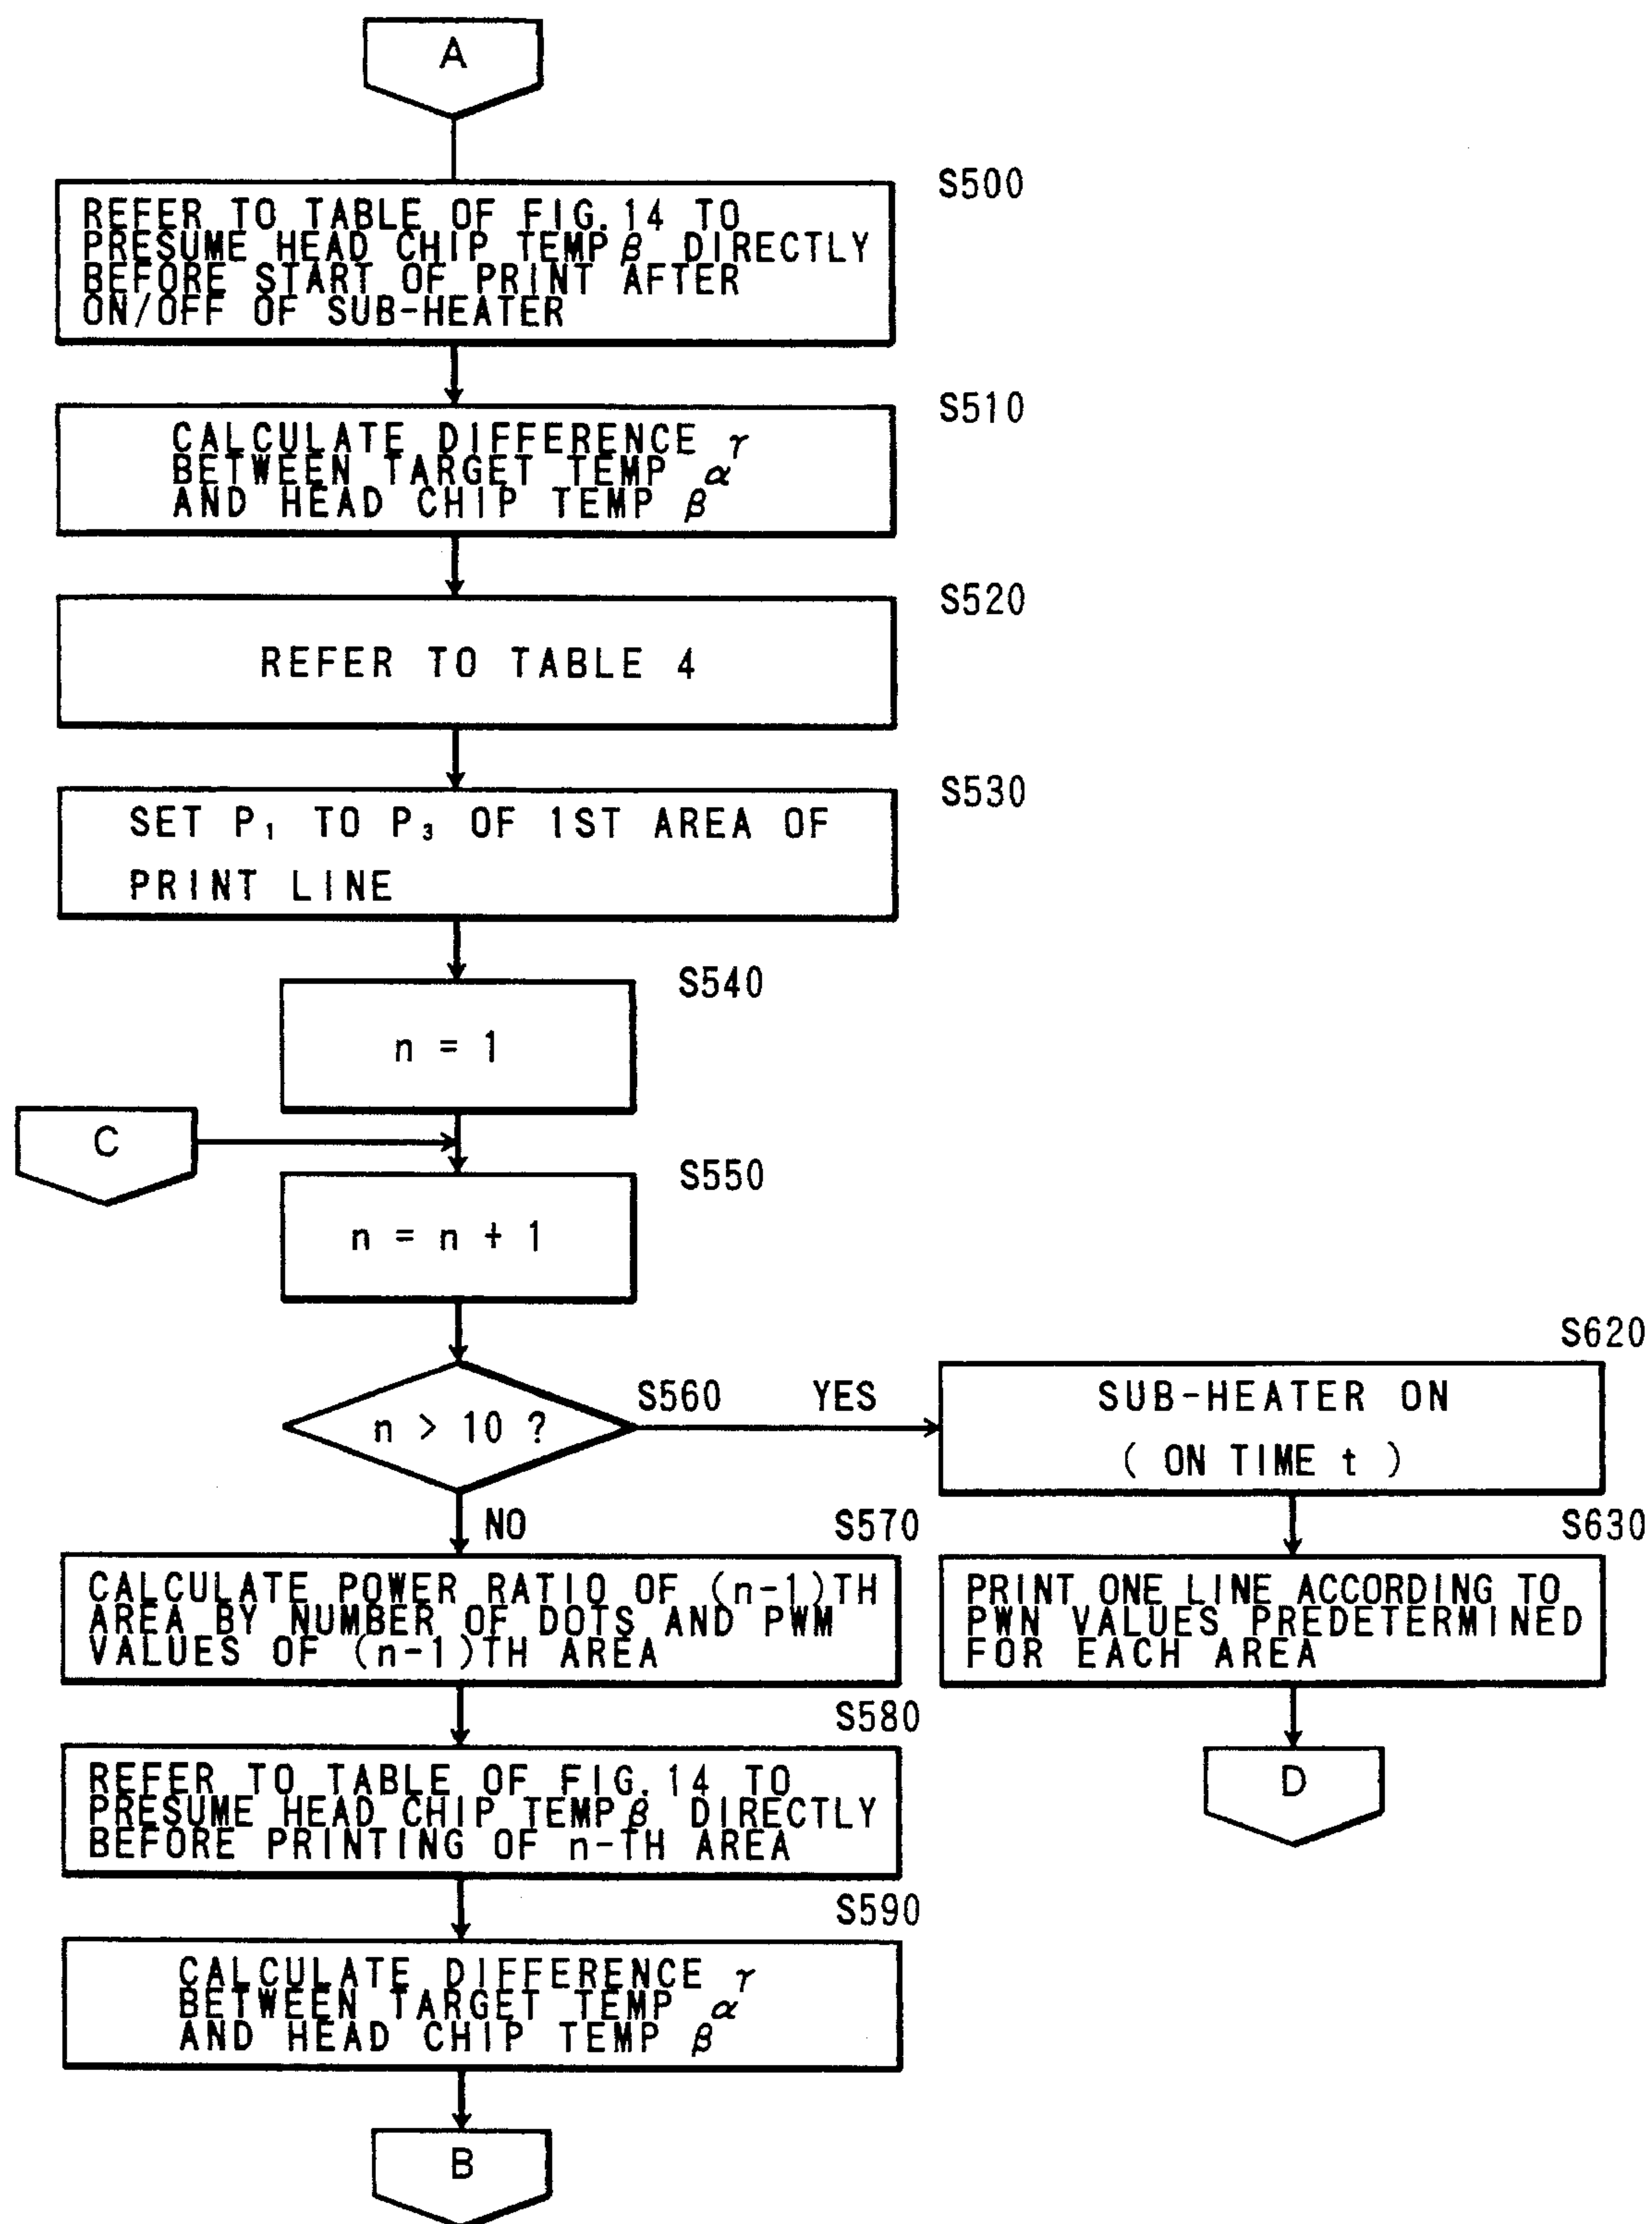 A
S500
REFER TO TABLE OF FIG.14 TO
PRESUME HEAD CHIP TEMP β DIRECTLY
BEFORE START OF PRINT AFTER
ON/OFF OF SUB-HEATER
S510
CALCULATE DIFFERENCE γ
BETWEEN TARGET TEMP α
AND HEAD CHIP TEMP β
S520
REFER TO TABLE 4
S530
SET P₁ TO P₃ OF 1ST AREA OF
PRINT LINE
S540
n = 1
C
S550
n = n + 1
S560
n > 10 ?
YES
NO
S620
SUB-HEATER ON
( ON TIME t )
S570
CALCULATE POWER RATIO OF (n-1)TH
AREA BY NUMBER OF DOTS AND PWM
VALUES OF (n-1)TH AREA
S630
PRINT ONE LINE ACCORDING TO
PWN VALUES PREDETERMINED
FOR EACH AREA
S580
REFER TO TABLE OF FIG.14 TO
PRESUME HEAD CHIP TEMP β DIRECTLY
BEFORE PRINTING OF n-TH AREA
D
S590
CALCULATE DIFFERENCE γ
BETWEEN TARGET TEMP α
AND HEAD CHIP TEMP β
B